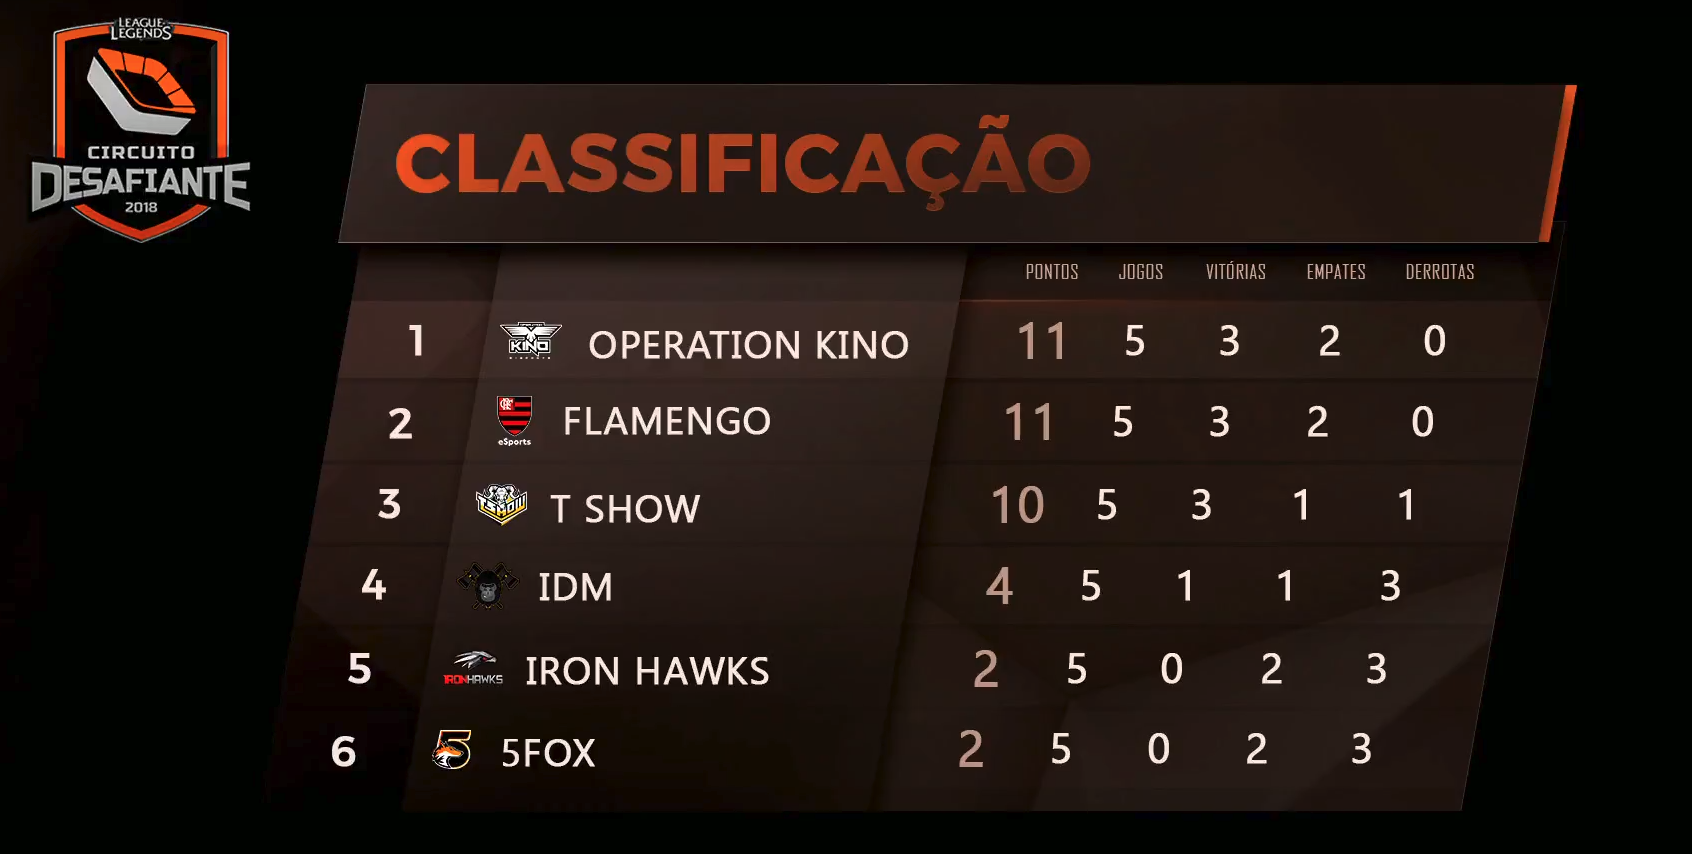 LEAGUE
LEGENDS
CIRCUITO
DESAFIANTE
2018
CLASSIFICAÇÃO
PONTOS JOGOS VITÓRIAS EMPATES DERROTAS
1 KINO OPERATION KINO 11 5 3 2 0
2 CRF eSports FLAMENGO 11 5 3 2 0
3 TSHOW T SHOW 10 5 3 1 1
4 IDM 4 5 1 1 3
5 IRONHAWKS IRON HAWKS 2 5 0 2 3
6 5 5FOX 2 5 0 2 3